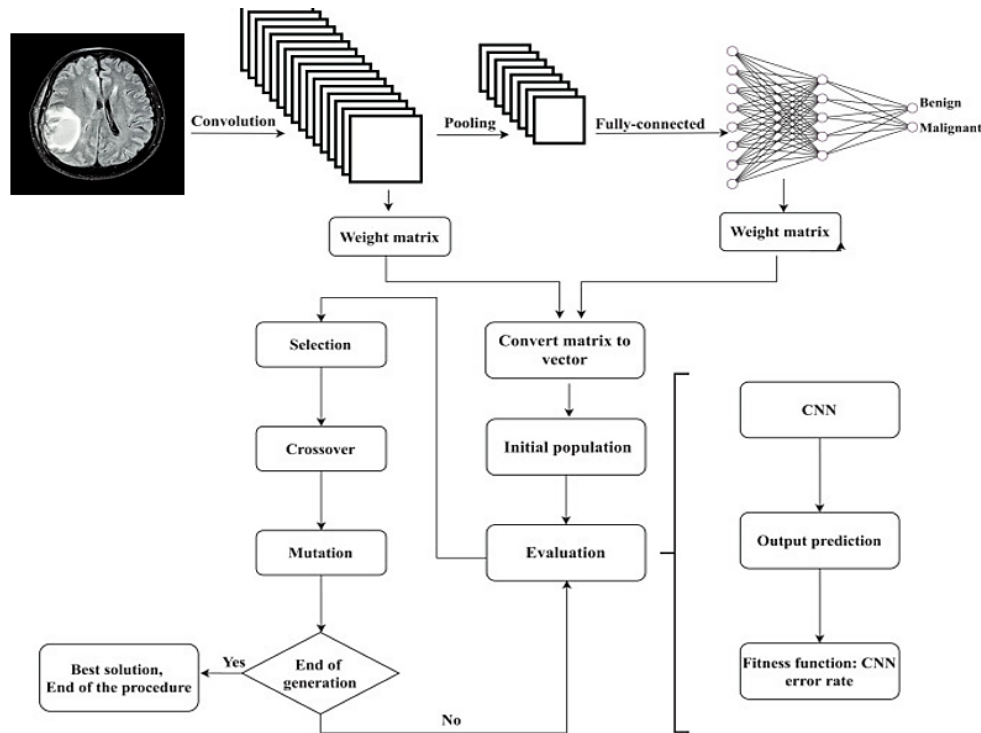 Convolution
Pooling
Fully-connected
Benign
Malignant
Weight matrix
Weight matrix
Selection
Convert matrix to
vector
CNN
Crossover
Initial population
Mutation
Evaluation
Output prediction
Best solution,
End of the procedure
Yes
End of
generation
No
Fitness function: CNN
error rate